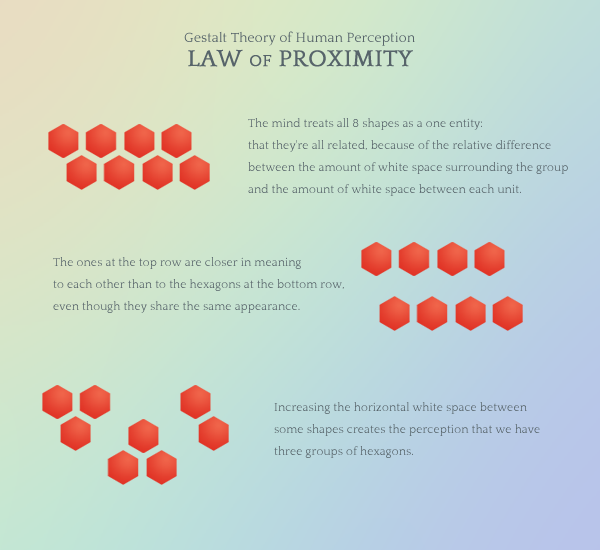 Gestalt Theory of Human Perception
LAW OF PROXIMITY
The mind treats all 8 shapes as a one entity:
that they're all related, because of the relative difference
between the amount of white space surrounding the group
and the amount of white space between each unit.
The ones at the top row are closer in meaning
to each other than to the hexagons at the bottom row,
even though they share the same appearance.
Increasing the horizontal white space between
some shapes creates the perception that we have
three groups of hexagons.